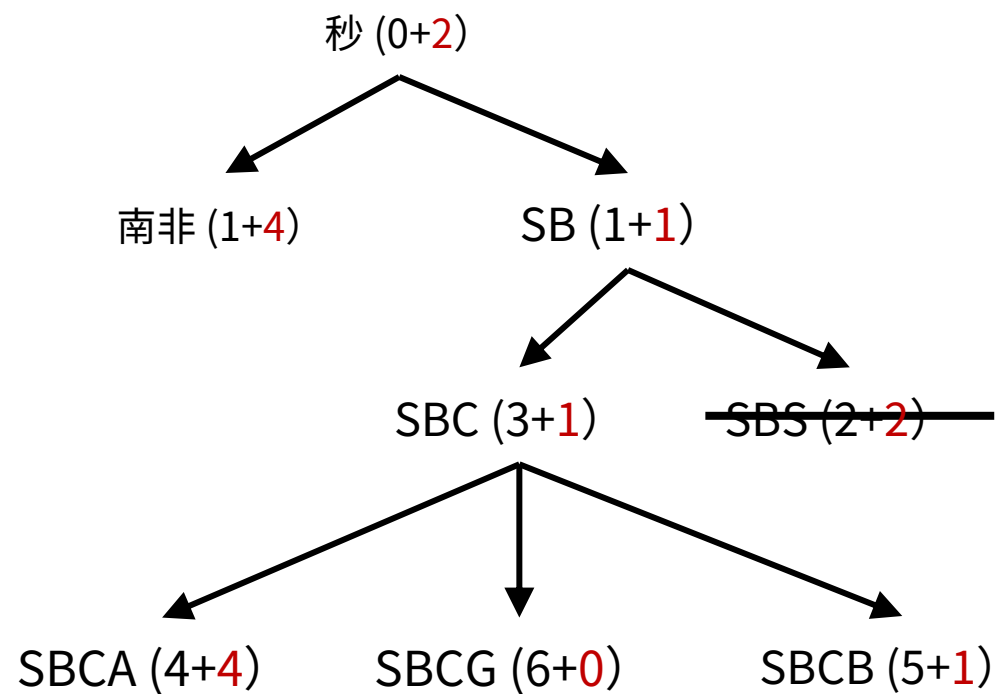 秒 (0+2)
南非 (1+4)
SB (1+1)
SBC (3+1)
SBS (2+2)
SBCA (4+4)
SBCG (6+0)
SBCB (5+1)